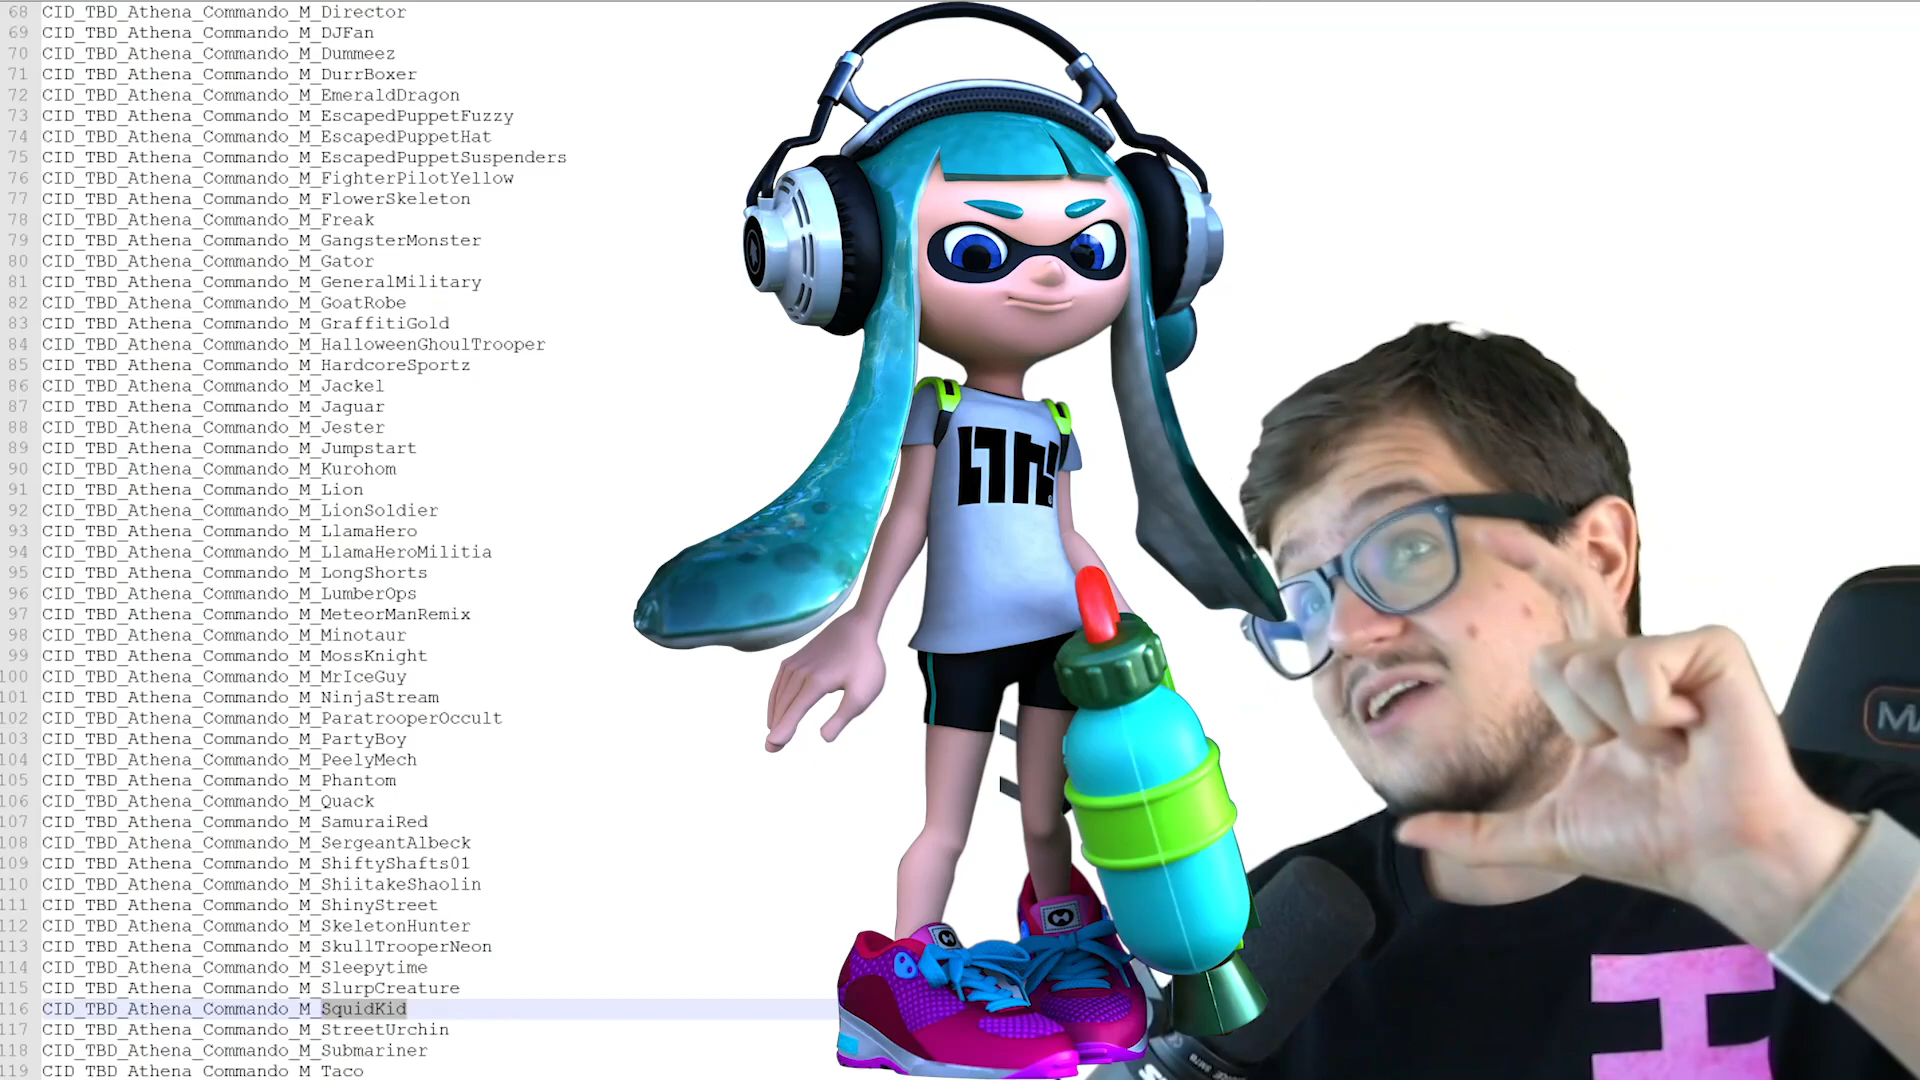 68 CID_TBD_Athena_Commando_M_Director
69 CID_TBD_Athena_Commando_M_DJFan
70 CID_TBD_Athena_Commando_M_Dummeez
71 CID_TBD_Athena_Commando_M_DurrBoxer
72 CID_TBD_Athena_Commando_M_EmeraldDragon
73 CID_TBD_Athena_Commando_M_EscapedPuppetFuzzy
74 CID_TBD_Athena_Commando_M_EscapedPuppetHat
75 CID_TBD_Athena_Commando_M_EscapedPuppetSuspenders
76 CID_TBD_Athena_Commando_M_FighterPilotYellow
77 CID_TBD_Athena_Commando_M_FlowerSkeleton
78 CID_TBD_Athena_Commando_M_Freak
79 CID_TBD_Athena_Commando_M_GangsterMonster
80 CID_TBD_Athena_Commando_M_Gator
81 CID_TBD_Athena_Commando_M_GeneralMilitary
82 CID_TBD_Athena_Commando_M_GoatRobe
83 CID_TBD_Athena_Commando_M_GraffitiGold
84 CID_TBD_Athena_Commando_M_HalloweenGhoulTrooper
85 CID_TBD_Athena_Commando_M_HardcoreSportz
86 CID_TBD_Athena_Commando_M_Jackel
87 CID_TBD_Athena_Commando_M_Jaguar
88 CID_TBD_Athena_Commando_M_Jester
89 CID_TBD_Athena_Commando_M_Jumpstart
90 CID_TBD_Athena_Commando_M_Kurohom
91 CID_TBD_Athena_Commando_M_Lion
92 CID_TBD_Athena_Commando_M_LionSoldier
93 CID_TBD_Athena_Commando_M_LlamaHero
94 CID_TBD_Athena_Commando_M_LlamaHeroMilitia
95 CID_TBD_Athena_Commando_M_LongShorts
96 CID_TBD_Athena_Commando_M_LumberOps
97 CID_TBD_Athena_Commando_M_MeteorManRemix
98 CID_TBD_Athena_Commando_M_Minotaur
99 CID_TBD_Athena_Commando_M_MossKnight
100 CID_TBD_Athena_Commando_M_MrIceGuy
101 CID_TBD_Athena_Commando_M_NinjaStream
102 CID_TBD_Athena_Commando_M_ParatrooperOccult
103 CID_TBD_Athena_Commando_M_PartyBoy
104 CID_TBD_Athena_Commando_M_PeelyMech
105 CID_TBD_Athena_Commando_M_Phantom
106 CID_TBD_Athena_Commando_M_Quack
107 CID_TBD_Athena_Commando_M_SamuraiRed
108 CID_TBD_Athena_Commando_M_SergeantAlbeck
109 CID_TBD_Athena_Commando_M_ShiftyShafts01
110 CID_TBD_Athena_Commando_M_ShiitakeShaolin
111 CID_TBD_Athena_Commando_M_ShinyStreet
112 CID_TBD_Athena_Commando_M_SkeletonHunter
113 CID_TBD_Athena_Commando_M_SkullTrooperNeon
114 CID_TBD_Athena_Commando_M_Sleepytime
115 CID_TBD_Athena_Commando_M_SlurpCreature
116 CID_TBD_Athena_Commando_M_SquidKid
117 CID_TBD_Athena_Commando_M_StreetUrchin
118 CID_TBD_Athena_Commando_M_Submariner
119 CID_TBD_Athena_Commando_M_Taco